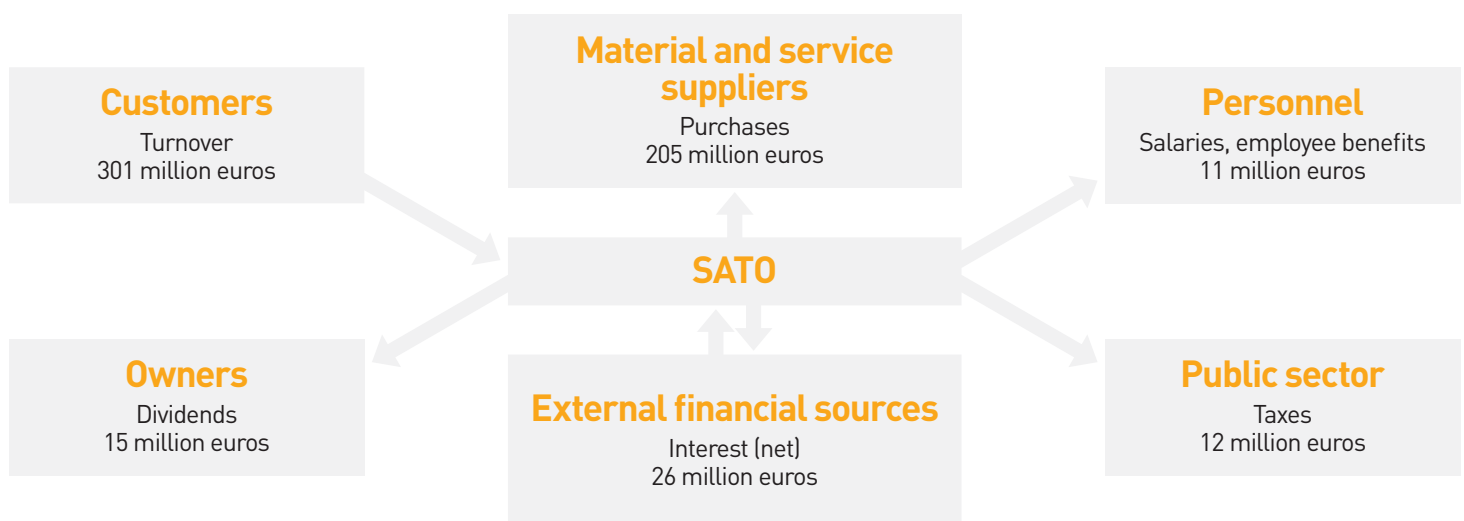 Customers
Turnover
301 million euros
Material and service
suppliers
Purchases
205 million euros
Personnel
Salaries, employee benefits
11 million euros
SATO
Owners
Dividends
15 million euros
External financial sources
Interest (net)
26 million euros
Public sector
Taxes
12 million euros